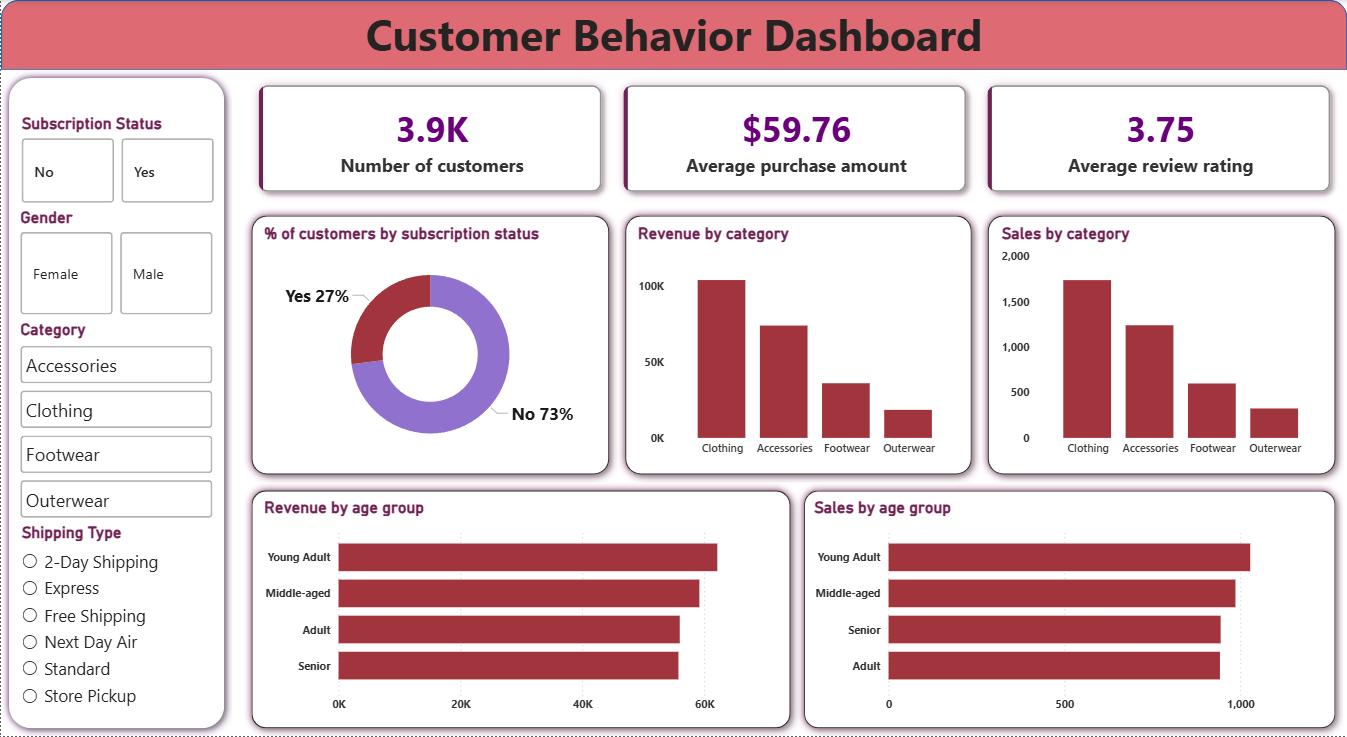 Customer Behavior Dashboard
Subscription Status
No Yes
Gender
Female Male
Category
Accessories
Clothing
Footwear
Outerwear
Shipping Type
2-Day Shipping
Express
Free Shipping
Next Day Air
Standard
Store Pickup
3.9K
Number of customers
$59.76
Average purchase amount
3.75
Average review rating
% of customers by subscription status
Yes 27%
No 73%
Revenue by category
100K
50K
0K
Clothing Accessories Footwear Outerwear
Sales by category
2,000
1,500
1,000
500
0
Clothing Accessories Footwear Outerwear
Revenue by age group
Young Adult
Middle-aged
Adult
Senior
0K 20K 40K 60K
Sales by age group
Young Adult
Middle-aged
Senior
Adult
0 500 1,000